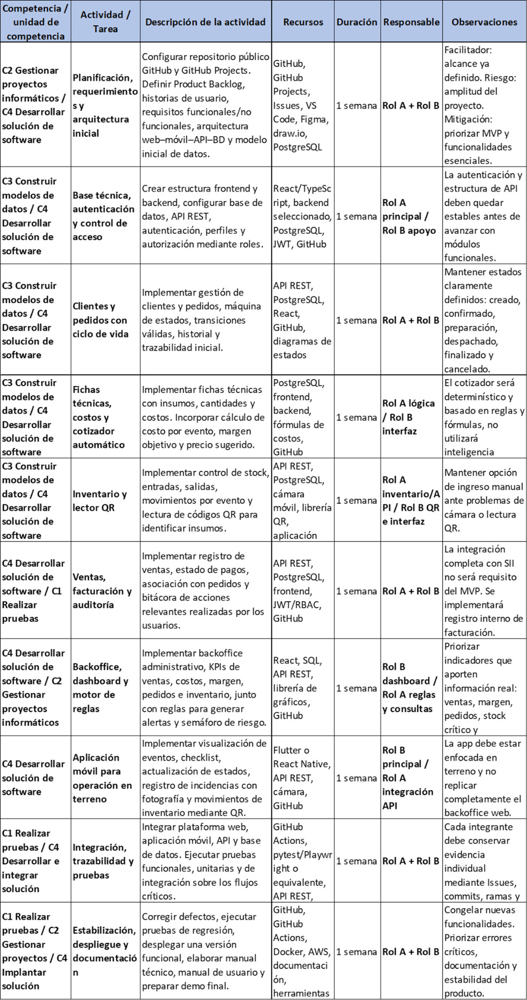 Competencia /
unidad de
competencia
Actividad /
Tarea
Descripción de la actividad
Recursos
Duración
Responsable
Observaciones
C2 Gestionar
proyectos
informáticos /
C4 Desarrollar
solución de
software
Planificación,
requerimiento
s y
arquitectura
inicial
Configurar repositorio público
GitHub y GitHub Projects.
Definir Product Backlog,
historias de usuario,
requisitos funcionales/no
funcionales, arquitectura
web–móvil–API–BD y modelo
inicial de datos.
GitHub,
GitHub
Projects,
Issues, VS
Code, Figma,
draw.io,
PostgreSQL
1 semana
Rol A + Rol B
Facilitador:
alcance ya
definido. Riesgo:
amplitud del
proyecto.
Mitigación:
priorizar MVP y
funcionalidades
esenciales.
C3 Construir
modelos de
datos / C4
Desarrollar
solución de
software
Base técnica,
autenticación
y control de
acceso
Crear estructura frontend y
backend, configurar base de
datos, API REST,
autenticación, perfiles y
autorización mediante roles.
React/TypeSc
ript, backend
seleccionado,
PostgreSQL,
JWT, GitHub
1 semana
Rol A
principal /
Rol B apoyo
La autenticación y
estructura de API
deben quedar
estables antes de
avanzar con
módulos
funcionales.
C3 Construir
modelos de
datos / C4
Desarrollar
solución de
software
Clientes y
pedidos con
ciclo de vida
Implementar gestión de
clientes y pedidos, máquina
de estados, transiciones
válidas, historial y
trazabilidad inicial.
API REST,
PostgreSQL,
React,
GitHub,
diagramas de
estados
1 semana
Rol A + Rol B
Mantener estados
claramente
definidos: creado,
confirmado,
preparación,
despachado,
finalizado y
cancelado.
C3 Construir
modelos de
datos / C4
Desarrollar
solución de
software
Fichas
técnicas,
costos y
cotizador
automático
Implementar fichas técnicas
con insumos, cantidades y
costos. Incorporar cálculo de
costo por evento, margen
objetivo y precio sugerido.
PostgreSQL,
frontend,
backend,
fórmulas de
costos,
GitHub
1 semana
Rol A lógica
/ Rol B
interfaz
El cotizador será
determinístico y
basado en reglas y
fórmulas, no
utilizará
inteligencia
C3 Construir
modelos de
datos / C4
Desarrollar
solución de
software
Inventario y
lector QR
Implementar control de stock,
entradas, salidas,
movimientos por evento y
lectura de códigos QR para
identificar insumos.
API REST,
PostgreSQL,
cámara
móvil, librería
QR,
aplicación
1 semana
Rol A
inventario/A
PI / Rol B QR
e interfaz
Mantener opción
de ingreso manual
ante problemas de
cámara o lectura
QR.
C4 Desarrollar
solución de
software / C1
Realizar
pruebas
Ventas,
facturación y
auditoría
Implementar registro de
ventas, estado de pagos,
asociación con pedidos y
bitácora de acciones
relevantes realizadas por los
usuarios.
API REST,
PostgreSQL,
frontend,
JWT/RBAC,
GitHub
1 semana
Rol A + Rol B
La integración
completa con SII
no será requisito
del MVP. Se
implementará
registro interno de
facturación.
C4 Desarrollar
solución de
software / C2
Gestionar
proyectos
informáticos
Backoffice,
dashboard y
motor de
reglas
Implementar backoffice
administrativo, KPIs de
ventas, costos, margen,
pedidos e inventario, junto
con reglas para generar
alertas y semáforo de riesgo.
React, SQL,
API REST,
librería de
gráficos,
GitHub
1 semana
Rol B
dashboard /
Rol A reglas
y consultas
Priorizar
indicadores que
aporten
información real:
ventas, margen,
pedidos, stock
crítico y
C4 Desarrollar
solución de
software
Aplicación
móvil para
operación en
terreno
Implementar visualización de
eventos, checklist,
actualización de estados,
registro de incidencias con
fotografía y movimientos de
inventario mediante QR.
Flutter o
React Native,
API REST,
cámara,
GitHub
1 semana
Rol B
principal /
Rol A
integración
API
La app debe estar
enfocada en
terreno y no
replicar
completamente el
backoffice web.
C1 Realizar
pruebas / C4
Desarrollar e
integrar
solución
Integración,
trazabilidad y
pruebas
Integrar plataforma web,
aplicación móvil, API y base
de datos. Ejecutar pruebas
funcionales, unitarias y de
integración sobre los flujos
críticos.
GitHub
Actions,
pytest/Playwr
ight o
equivalente,
API REST,
1 semana
Rol A + Rol B
Cada integrante
debe conservar
evidencia
individual
mediante Issues,
commits, ramas y
C1 Realizar
pruebas / C2
Gestionar
proyectos / C4
Implantar
solución
Estabilización,
despliegue y
documentació
n
Corregir defectos, ejecutar
pruebas de regresión,
desplegar una versión
funcional, elaborar manual
técnico, manual de usuario y
preparar demo final.
GitHub,
GitHub
Actions,
Docker, AWS,
documentaci
ón,
herramientas
1 semana
Rol A + Rol B
Congelar nuevas
funcionalidades.
Priorizar errores
críticos,
documentación y
estabilidad del
producto.